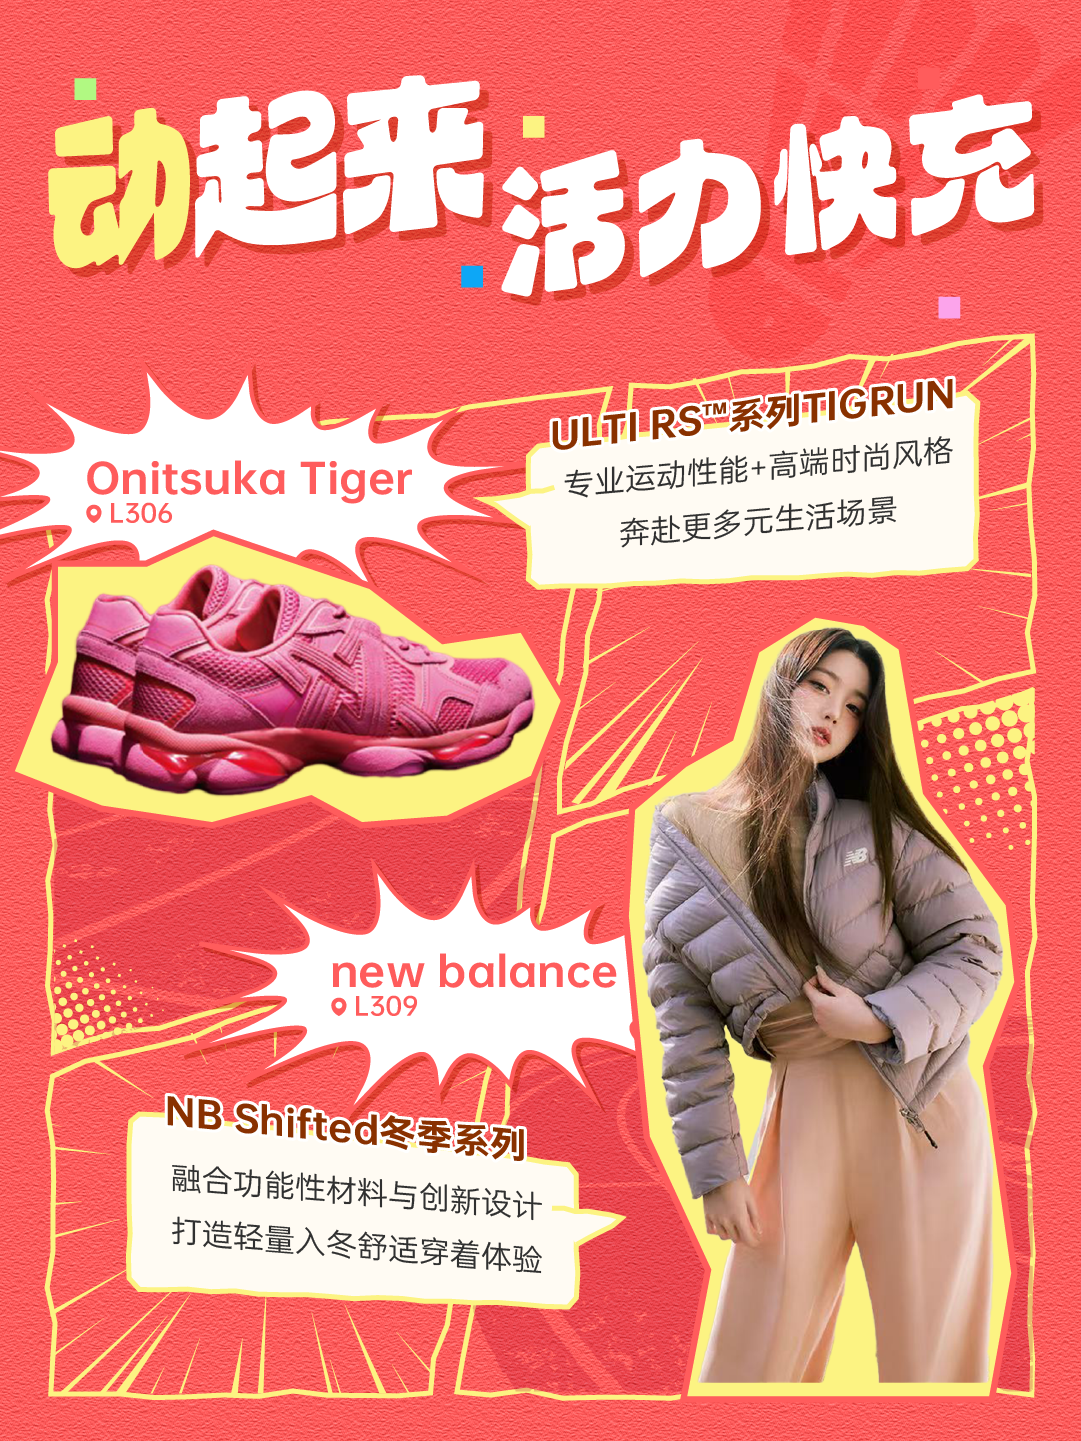 动起来
活力快充
Onitsuka Tiger
L306
ULTI RS™系列TIGRUN
专业运动性能+高端时尚风格
奔赴更多元生活场景
NB
new balance
L309
NB Shifted冬季系列
融合功能性材料与创新设计
打造轻量入冬舒适穿着体验